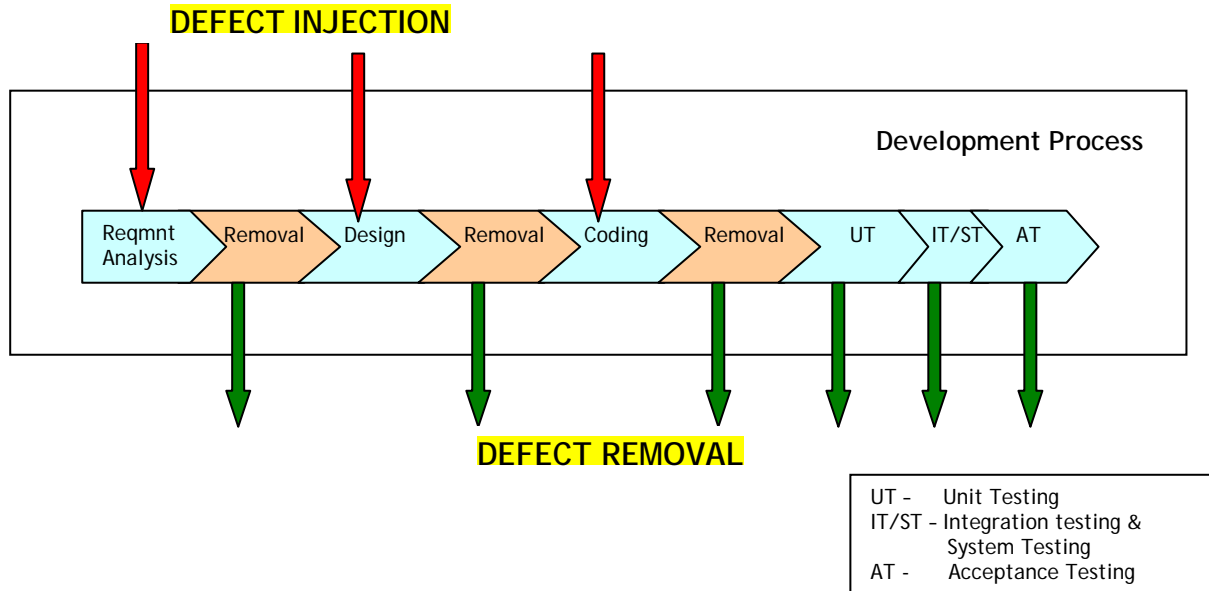 DEFECT INJECTION
Development Process
Reqmnt
Analysis
Removal
Design
Removal
Coding
Removal
UT
IT/ST
AT
DEFECT REMOVAL
UT - Unit Testing
IT/ST - Integration testing &
System Testing
AT - Acceptance Testing